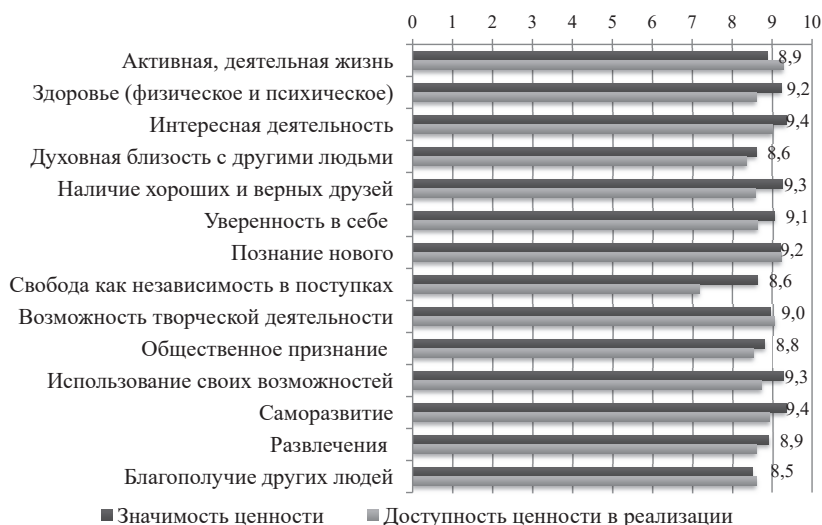 0 1 2 3 4 5 6 7 8 9 10
Активная, деятельная жизнь 8,9
Здоровье (физическое и психическое) 9,2
Интересная деятельность 9,4
Духовная близость с другими людьми 8,6
Наличие хороших и верных друзей 9,3
Уверенность в себе 9,1
Познание нового 9,2
Свобода как независимость в поступках 8,6
Возможность творческой деятельности 9,0
Общественное признание 8,8
Использование своих возможностей 9,3
Саморазвитие 9,4
Развлечения 8,9
Благополучие других людей 8,5
Значимость ценности Доступность ценности в реализации